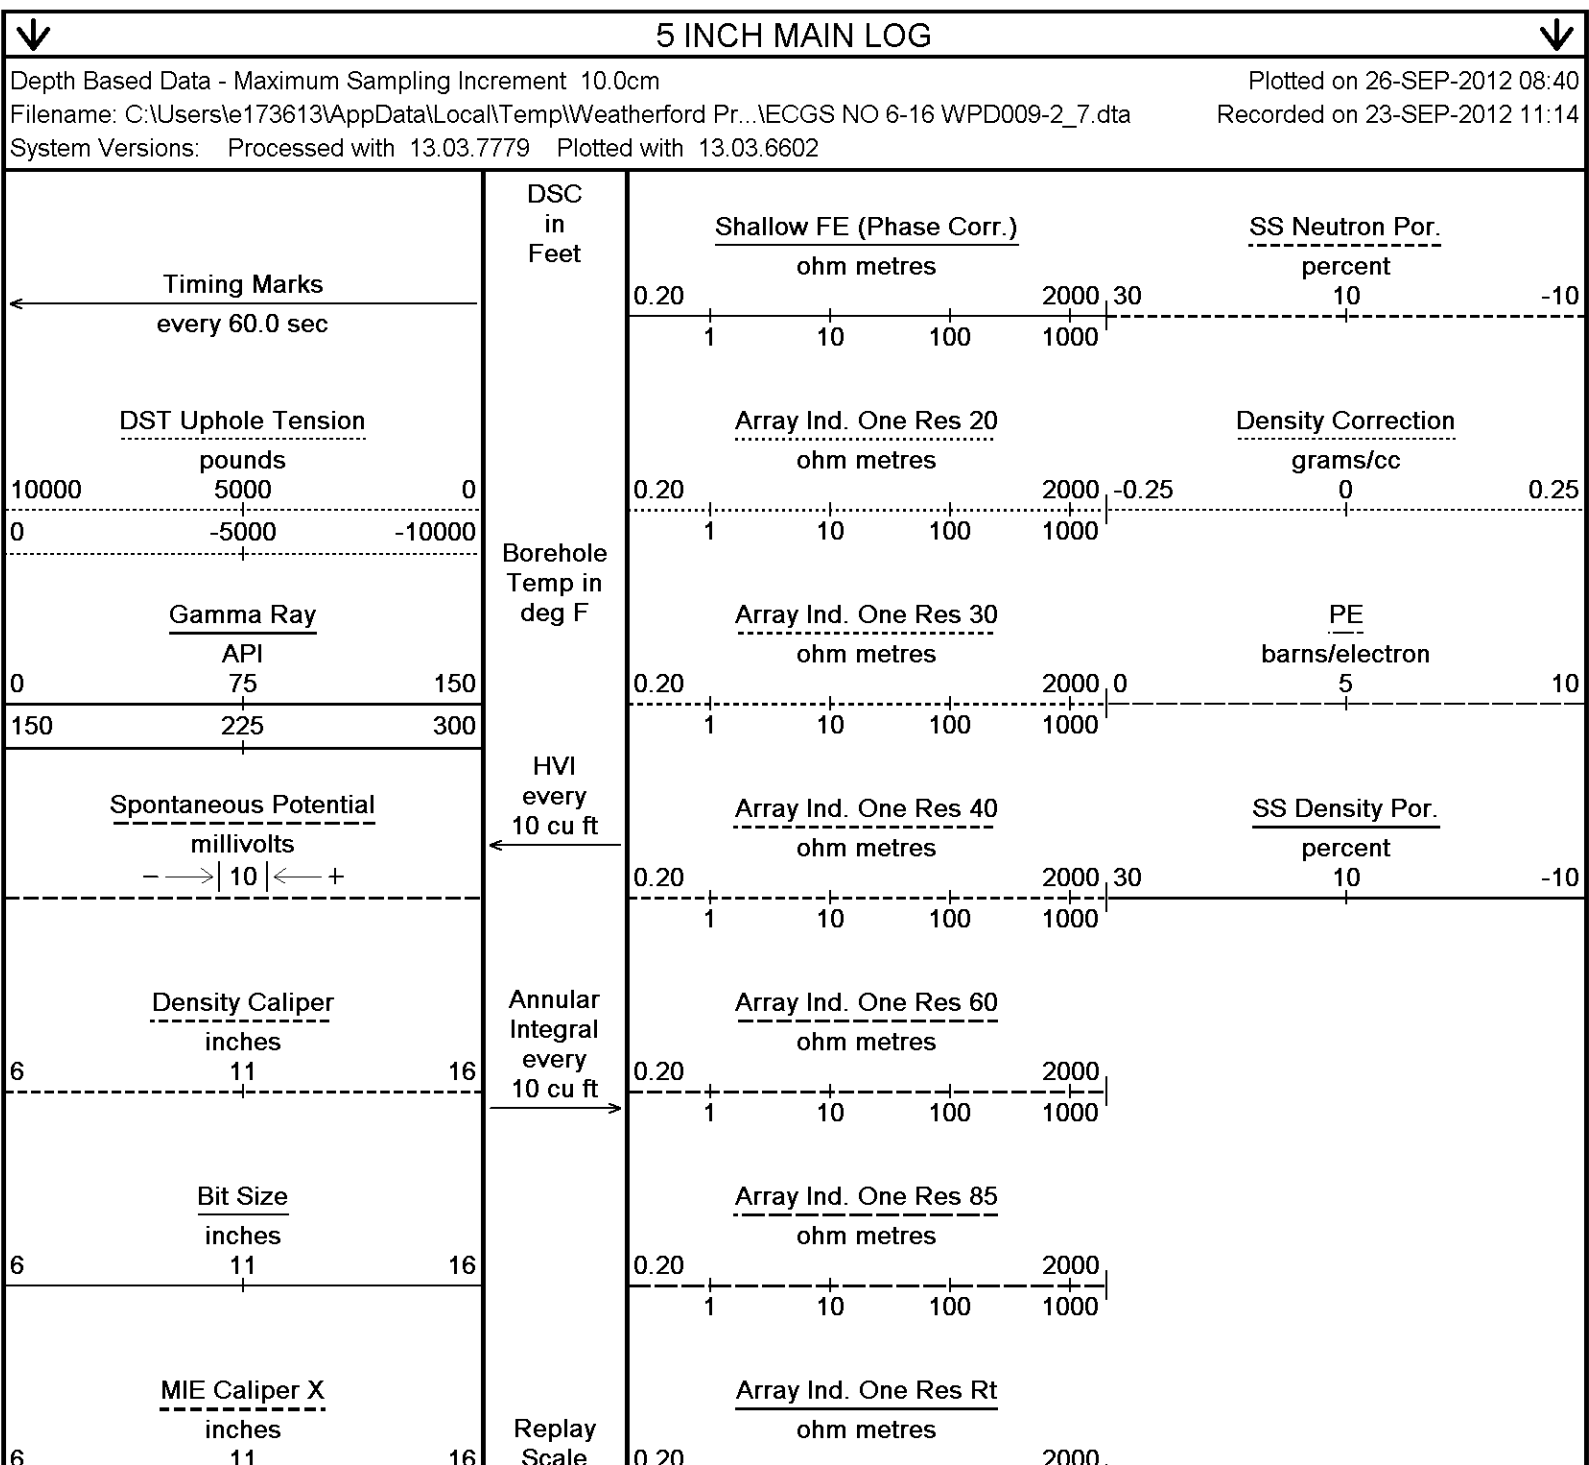 5 INCH MAIN LOG
Depth Based Data - Maximum Sampling Increment 10.0cm
Plotted on 26-SEP-2012 08:40
Filename: C:\Users\e173613\AppData\Local\Temp\Weatherford Pr...\ECGS NO 6-16 WPD009-2_7.dta
Recorded on 23-SEP-2012 11:14
System Versions: Processed with 13.03.7779 Plotted with 13.03.6602
Timing Marks
every 60.0 sec
DST Uphole Tension
pounds
10000 5000 0
0 -5000 -10000
Gamma Ray
API
0 75 150
150 225 300
Spontaneous Potential
millivolts
− 10 +
Density Caliper
inches
6 11 16
Bit Size
inches
6 11 16
MIE Caliper X
inches
6 11 16
DSC
in
Feet
Borehole
Temp in
deg F
HVI
every
10 cu ft
Annular
Integral
every
10 cu ft
Replay
Scale
Shallow FE (Phase Corr.)
ohm metres
0.20 2000
1 10 100 1000
Array Ind. One Res 20
ohm metres
0.20 2000
1 10 100 1000
Array Ind. One Res 30
ohm metres
0.20 2000
1 10 100 1000
Array Ind. One Res 40
ohm metres
0.20 2000
1 10 100 1000
Array Ind. One Res 60
ohm metres
0.20 2000
1 10 100 1000
Array Ind. One Res 85
ohm metres
0.20 2000
1 10 100 1000
Array Ind. One Res Rt
ohm metres
0.20 2000
SS Neutron Por.
percent
30 10 -10
Density Correction
grams/cc
-0.25 0 0.25
PE
barns/electron
0 5 10
SS Density Por.
percent
30 10 -10